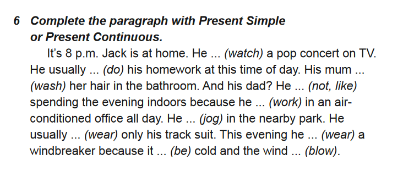 6 Complete the paragraph with Present Simple
or Present Continuous.
It's 8 p.m. Jack is at home. He ... (watch) a pop concert on TV.
He usually ... (do) his homework at this time of day. His mum ...
(wash) her hair in the bathroom. And his dad? He ... (not, like)
spending the evening indoors because he ... (work) in an air-
conditioned office all day. He ... (jog) in the nearby park. He
usually ... (wear) only his track suit. This evening he ... (wear) a
windbreaker because it ... (be) cold and the wind ... (blow).